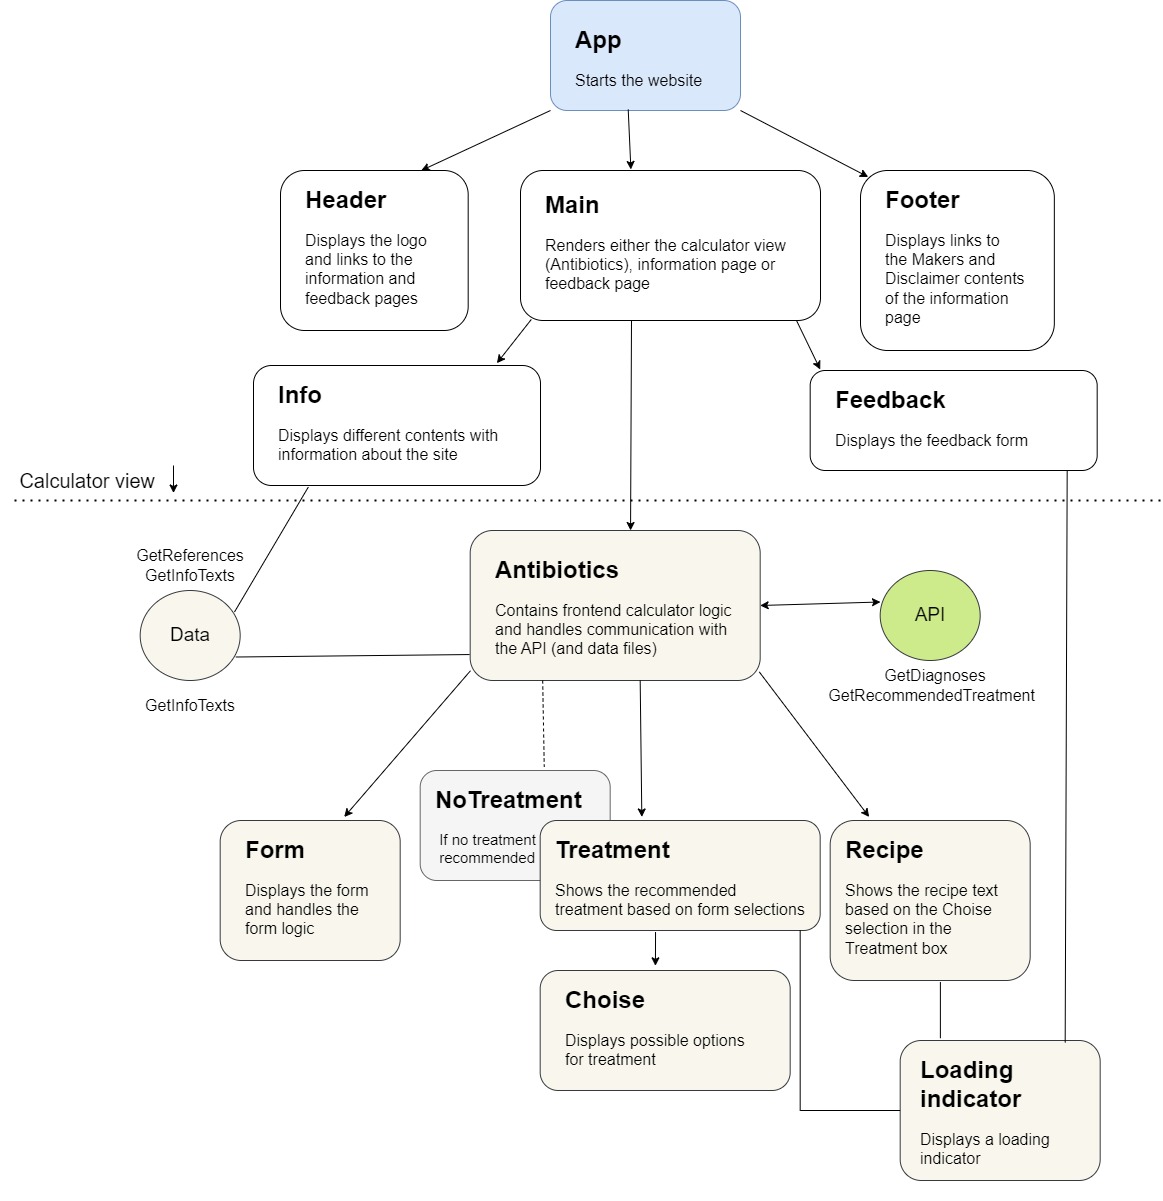 App
Starts the website
Header
Displays the logo
and links to the
information and
feedback pages
Main
Renders either the calculator view
(Antibiotics), information page or
feedback page
Footer
Displays links to
the Makers and
Disclaimer contents
of the information
page
Info
Displays different contents with
information about the site
Feedback
Displays the feedback form
Calculator view
GetReferences
GetInfoTexts
Data
GetInfoTexts
Antibiotics
Contains frontend calculator logic
and handles communication with
the API (and data files)
API
GetDiagnoses
GetRecommendedTreatment
Form
Displays the form
and handles the
form logic
NoTreatment
If no treatment
recommended
Treatment
Shows the recommended
treatment based on form selections
Recipe
Shows the recipe text
based on the Choise
selection in the
Treatment box
Choise
Displays possible options
for treatment
Loading
indicator
Displays a loading
indicator